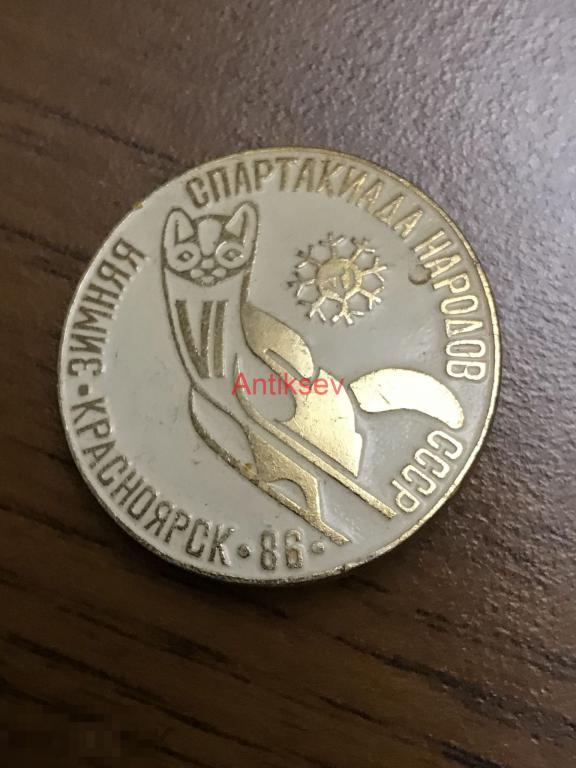 ЗИМНЯЯ СПАРТАКИАДА НАРОДОВ СССР
• КРАСНОЯРСК • 86 •
VI
Antiksev